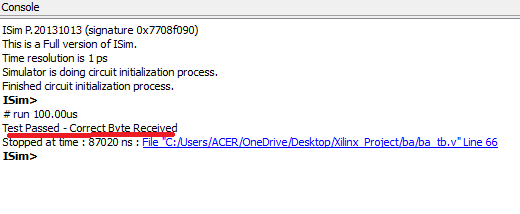 Console
ISim P.20131013 (signature 0x7708f090)
This is a Full version of ISim.
Time resolution is 1 ps
Simulator is doing circuit initialization process.
Finished circuit initialization process.
ISim>
# run 100.00us
Test Passed - Correct Byte Received
Stopped at time : 87020 ns : File "C:/Users/ACER/OneDrive/Desktop/Xilinx_Project/ba/ba_tb.v" Line 66
ISim>